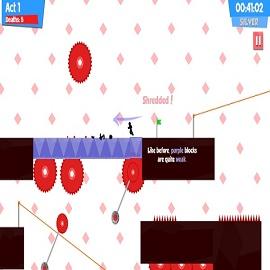 Act 1
00:41:02
Deaths: 5
SILVER
Shredded !
Like before, purple blocks
are quite weak.